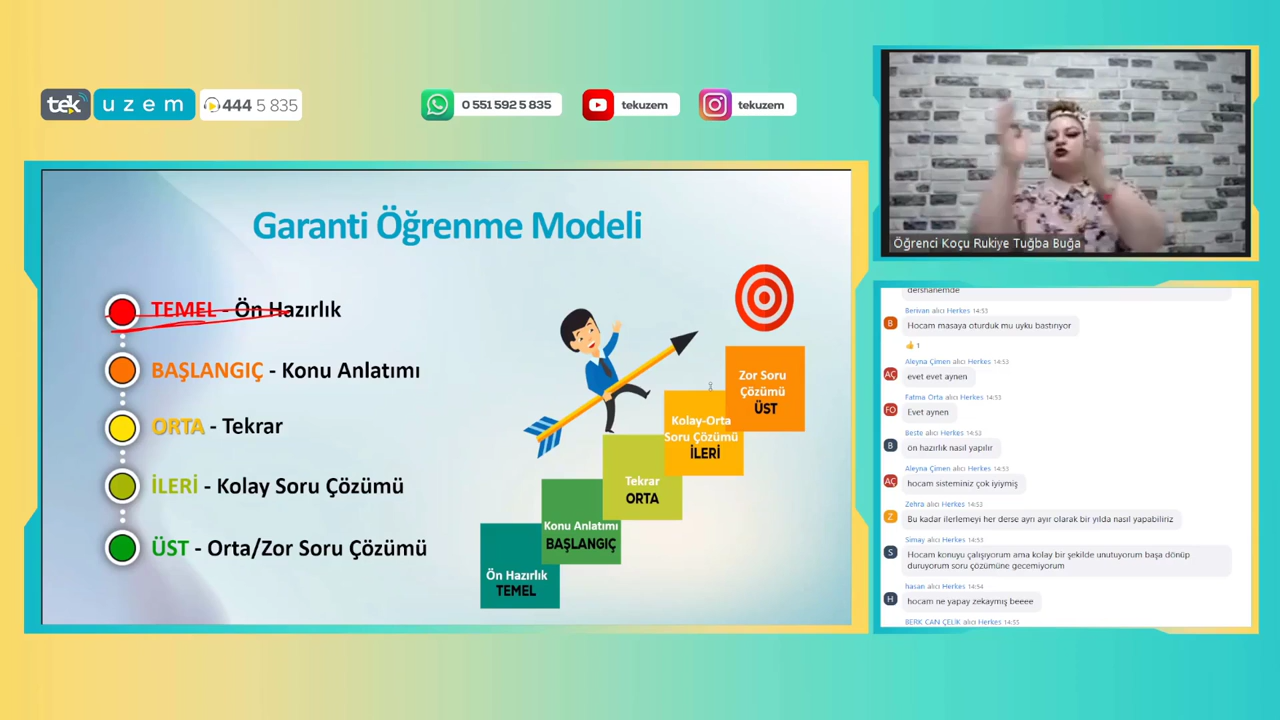 tek uzem 444 5 835
0 551 592 5 835
tekuzem
tekuzem
Garanti Öğrenme Modeli
TEMEL - Ön Hazırlık
BAŞLANGIÇ - Konu Anlatımı
ORTA - Tekrar
İLERİ - Kolay Soru Çözümü
ÜST - Orta/Zor Soru Çözümü
Zor Soru
Çözümü
ÜST
Kolay-Orta
Soru Çözümü
İLERİ
Tekrar
ORTA
Konu Anlatımı
BAŞLANGIÇ
Ön Hazırlık
TEMEL
Öğrenci Koçu Rukiye Tuğba Buğa
dershanemde
Berivan alıcı Herkes 14:53
B
Hocam masaya oturduk mu uyku bastırıyor
👍 1
Aleyna Çimen alıcı Herkes 14:53
AÇ
evet evet aynen
Fatma Orta alıcı Herkes 14:53
FO
Evet aynen
Beste alıcı Herkes 14:53
B
ön hazırlık nasıl yapılır
Aleyna Çimen alıcı Herkes 14:53
AÇ
hocam sisteminiz çok iyiymiş
Zehra alıcı Herkes 14:53
Z
Bu kadar ilerlemeyi her derse ayrı ayır olarak bir yılda nasıl yapabiliriz
Simay alıcı Herkes 14:53
S
Hocam konuyu çalışıyorum ama kolay bir şekilde unutuyorum başa dönüp
duruyorum soru çözümüne gecemiyorum
hasan alıcı Herkes 14:54
H
hocam ne yapay zekaymış beeee
BERK CAN ÇELİK alıcı Herkes 14:55